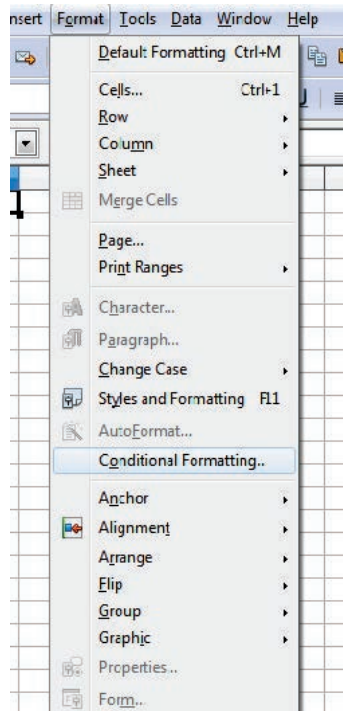 nsert Format Tools Data Window Help
Default Formatting Ctrl+M
Cells... Ctrl+1
Row
Column
Sheet
Merge Cells
Page...
Print Ranges
Character...
Paragraph...
Change Case
Styles and Formatting F11
AutoFormat...
Conditional Formatting...
Anchor
Alignment
Arrange
Flip
Group
Graphic
Properties...
Form...